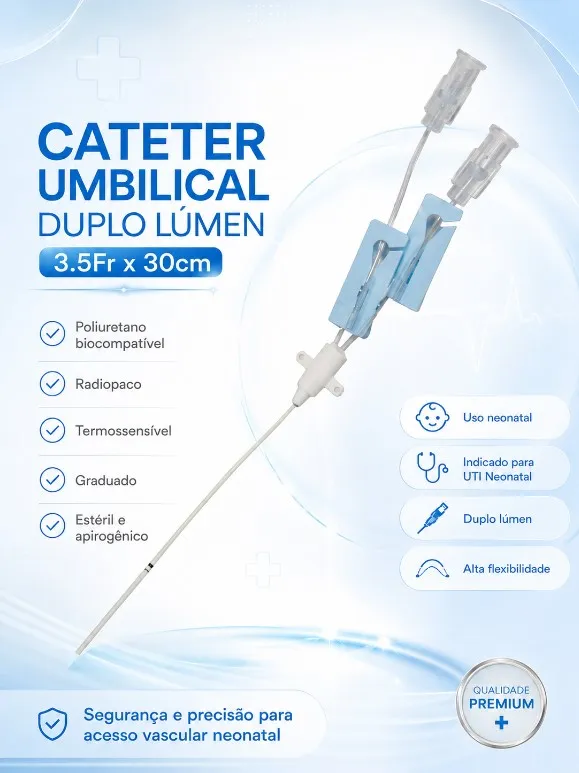 CATETER
UMBILICAL
DUPLO LÚMEN
3.5Fr x 30cm
Poliuretano
biocompatível
Radiopaco
Termossensível
Graduado
Estéril e
apirogênico
Uso neonatal
Indicado para
UTI Neonatal
Duplo lúmen
Alta flexibilidade
Segurança e precisão para
acesso vascular neonatal
QUALIDADE
PREMIUM